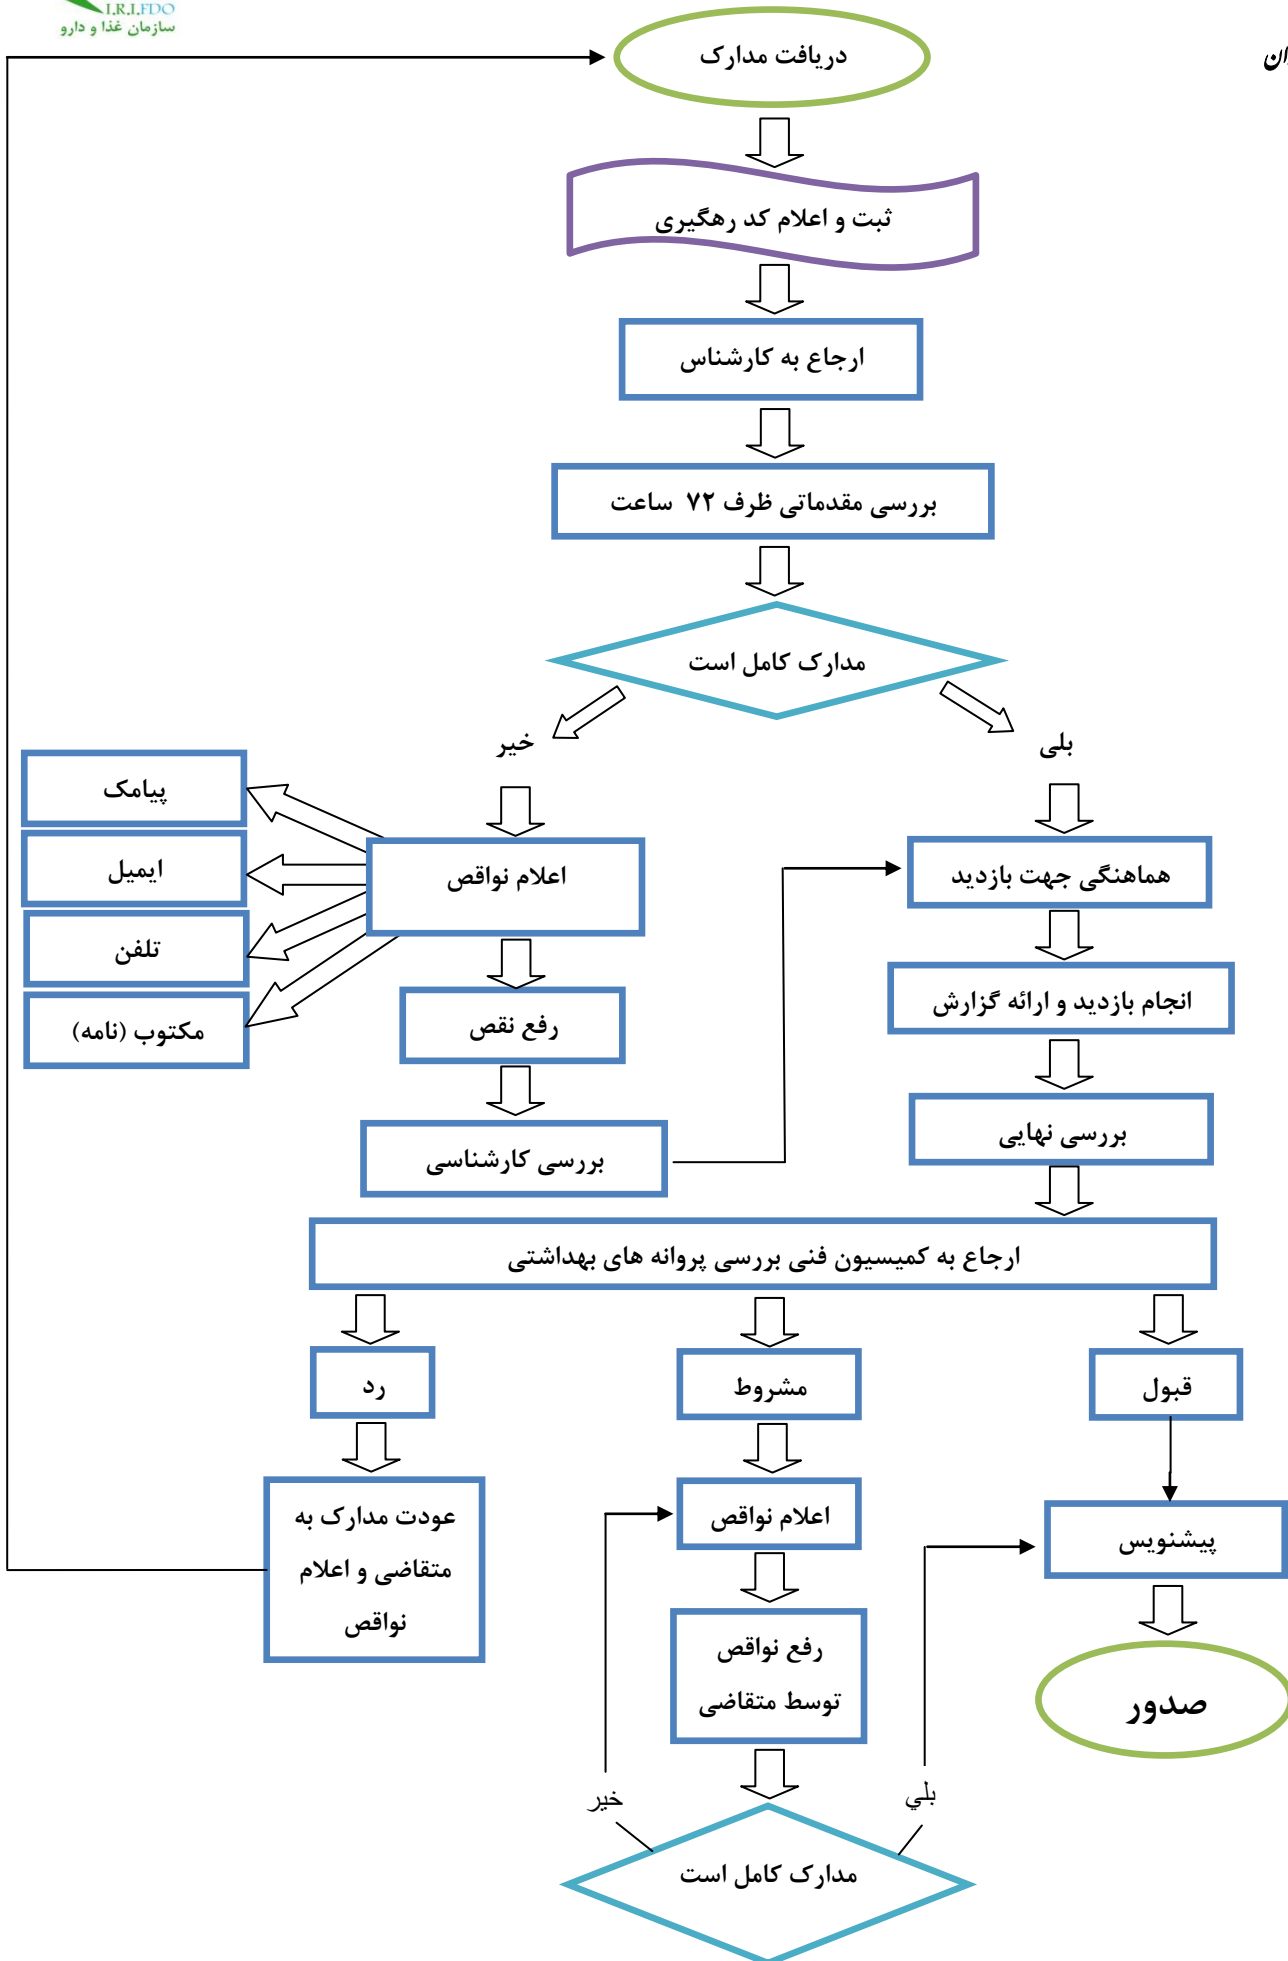 I.R.I.FDO
سازمان غذا و دارو
دریافت مدارک
ثبت و اعلام کد رهگیری
ارجاع به کارشناس
بررسی مقدماتی ظرف ۷۲ ساعت
مدارک کامل است
خیر
بلی
پیامک
ایمیل
تلفن
مکتوب (نامه)
اعلام نواقص
رفع نقص
بررسی کارشناسی
هماهنگی جهت بازدید
انجام بازدید و ارائه گزارش
بررسی نهایی
ارجاع به کمیسیون فنی بررسی پروانه های بهداشتی
قبول
مشروط
رد
پیشنویس
صدور
اعلام نواقص
رفع نواقص
توسط متقاضی
عودت مدارک به
متقاضی و اعلام
نواقص
بلي
خیر
مدارک کامل است